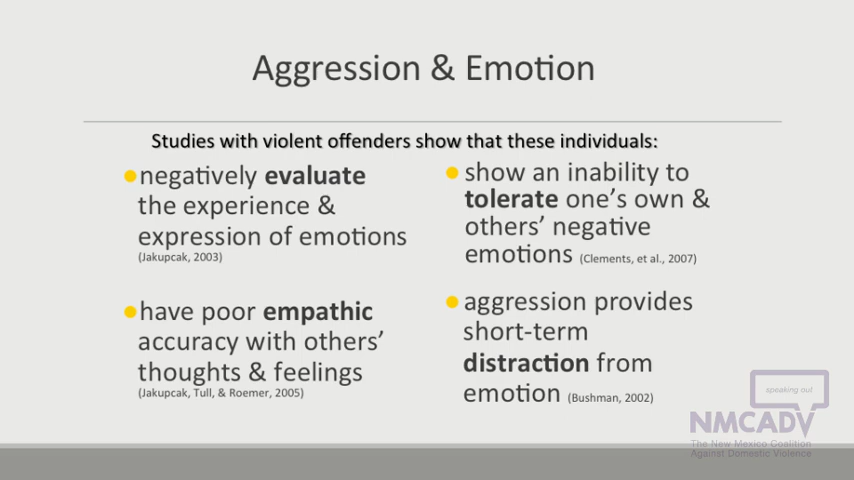 Aggression & Emotion
Studies with violent offenders show that these individuals:
negatively evaluate
the experience &
expression of emotions
(Jakupcak, 2003)
have poor empathic
accuracy with others'
thoughts & feelings
(Jakupcak, Tull, & Roemer, 2005)
show an inability to
tolerate one's own &
others' negative
emotions (Clements, et al., 2007)
aggression provides
short-term
distraction from
emotion (Bushman, 2002)
speaking out
NMCADV
The New Mexico Coalition
Against Domestic Violence